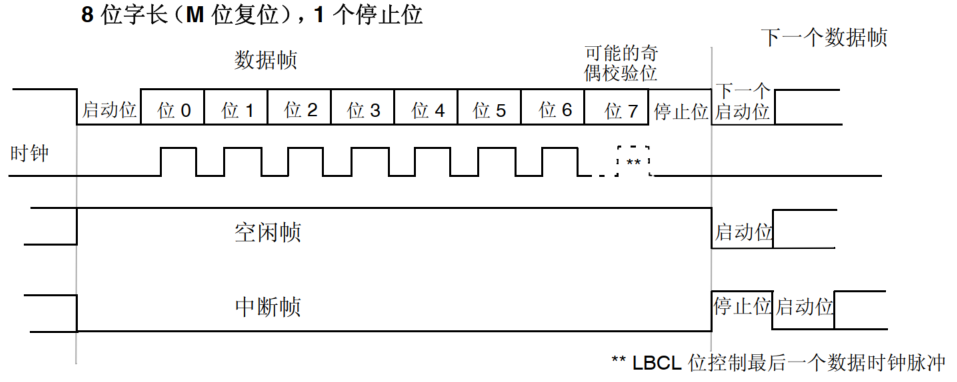 8 位字长（M 位复位），1 个停止位
下一个数据帧
数据帧
可能的奇
偶校验位
启动位 位 0 位 1 位 2 位 3 位 4 位 5 位 6 位 7 停止位 下一个
启动位
时钟
**
空闲帧 启动位
中断帧 停止位 启动位
** LBCL 位控制最后一个数据时钟脉冲